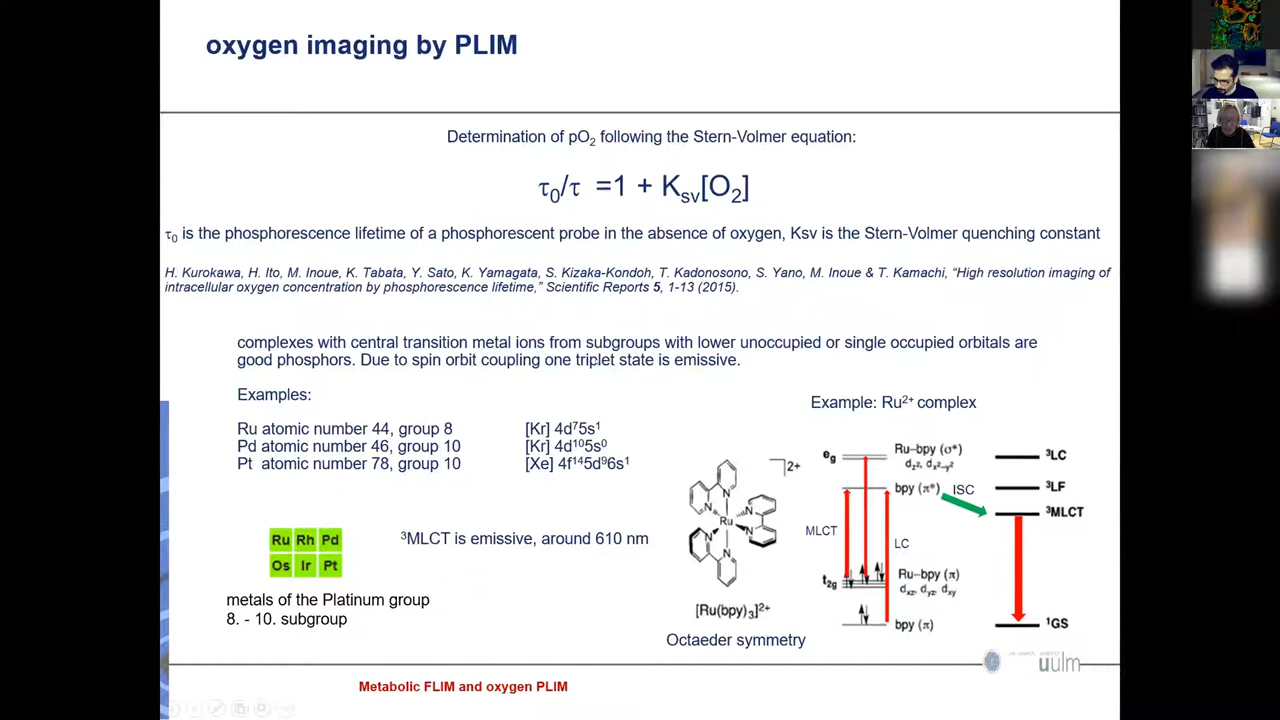 oxygen imaging by PLIM
Determination of pO₂ following the Stern-Volmer equation:
τ₀/τ =1 + Kₛᵥ[O₂]
τ₀ is the phosphorescence lifetime of a phosphorescent probe in the absence of oxygen, Ksv is the Stern-Volmer quenching constant
H. Kurokawa, H. Ito, M. Inoue, K. Tabata, Y. Sato, K. Yamagata, S. Kizaka-Kondoh, T. Kadonosono, S. Yano, M. Inoue & T. Kamachi, “High resolution imaging of
intracellular oxygen concentration by phosphorescence lifetime,” Scientific Reports 5, 1-13 (2015).
complexes with central transition metal ions from subgroups with lower unoccupied or single occupied orbitals are
good phosphors. Due to spin orbit coupling one triplet state is emissive.
Examples:
Ru atomic number 44, group 8 [Kr] 4d⁷5s¹
Pd atomic number 46, group 10 [Kr] 4d¹⁰5s⁰
Pt atomic number 78, group 10 [Xe] 4f¹⁴5d⁹6s¹
Ru Rh Pd
Os Ir Pt
metals of the Platinum group
8. - 10. subgroup
³MLCT is emissive, around 610 nm
Example: Ru²⁺ complex
2+
N N
N Ru N
N N
[Ru(bpy)₃]²⁺
Octaeder symmetry
e_g Ru–bpy (σ*)
d_z², d_x²–y²
bpy (π*) ISC
MLCT
LC
t₂g Ru–bpy (π)
d_xz, d_yz, d_xy
bpy (π)
³LC
³LF
³MLCT
¹GS
uulm
Metabolic FLIM and oxygen PLIM